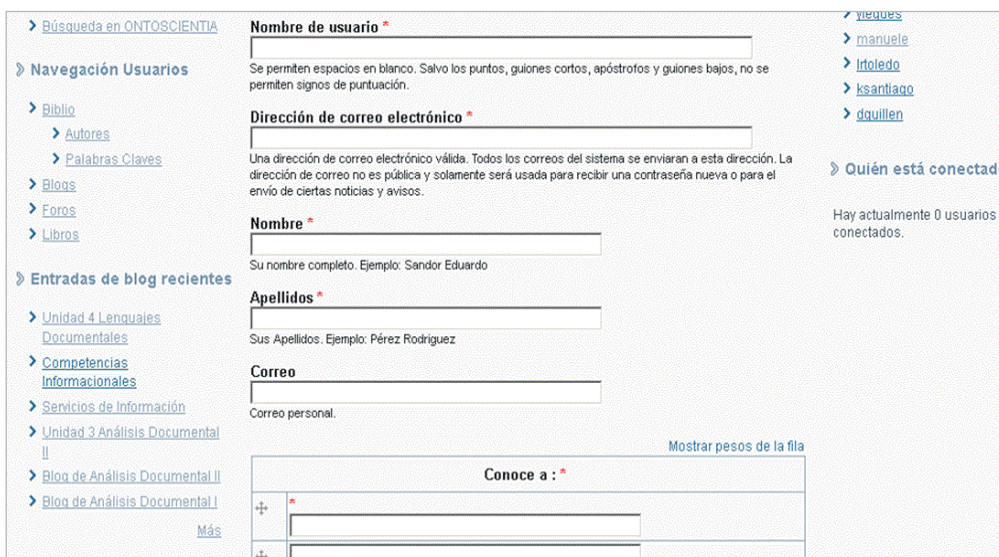 Búsqueda en ONTOSCIENTIA
Navegación Usuarios
Biblio
Autores
Palabras Claves
Blogs
Foros
Libros
Entradas de blog recientes
Unidad 4 Lenguajes
Documentales
Competencias
Informacionales
Servicios de Información
Unidad 3 Análisis Documental
II
Blog de Análisis Documental II
Blog de Análisis Documental I
Más
Nombre de usuario *
Se permiten espacios en blanco. Salvo los puntos, guiones cortos, apóstrofos y guiones bajos, no se
permiten signos de puntuación.
Dirección de correo electrónico *
Una dirección de correo electrónico válida. Todos los correos del sistema se enviaran a esta dirección. La
dirección de correo no es pública y solamente será usada para recibir una contraseña nueva o para el
envío de ciertas noticias y avisos.
Nombre *
Su nombre completo. Ejemplo: Sandor Eduardo
Apellidos *
Sus Apellidos. Ejemplo: Pérez Rodriguez
Correo
Correo personal.
Mostrar pesos de la fila
Conoce a : *
*
manuele
lrtoledo
ksantiago
dguillen
Quién está conectad
Hay actualmente 0 usuarios
conectados.